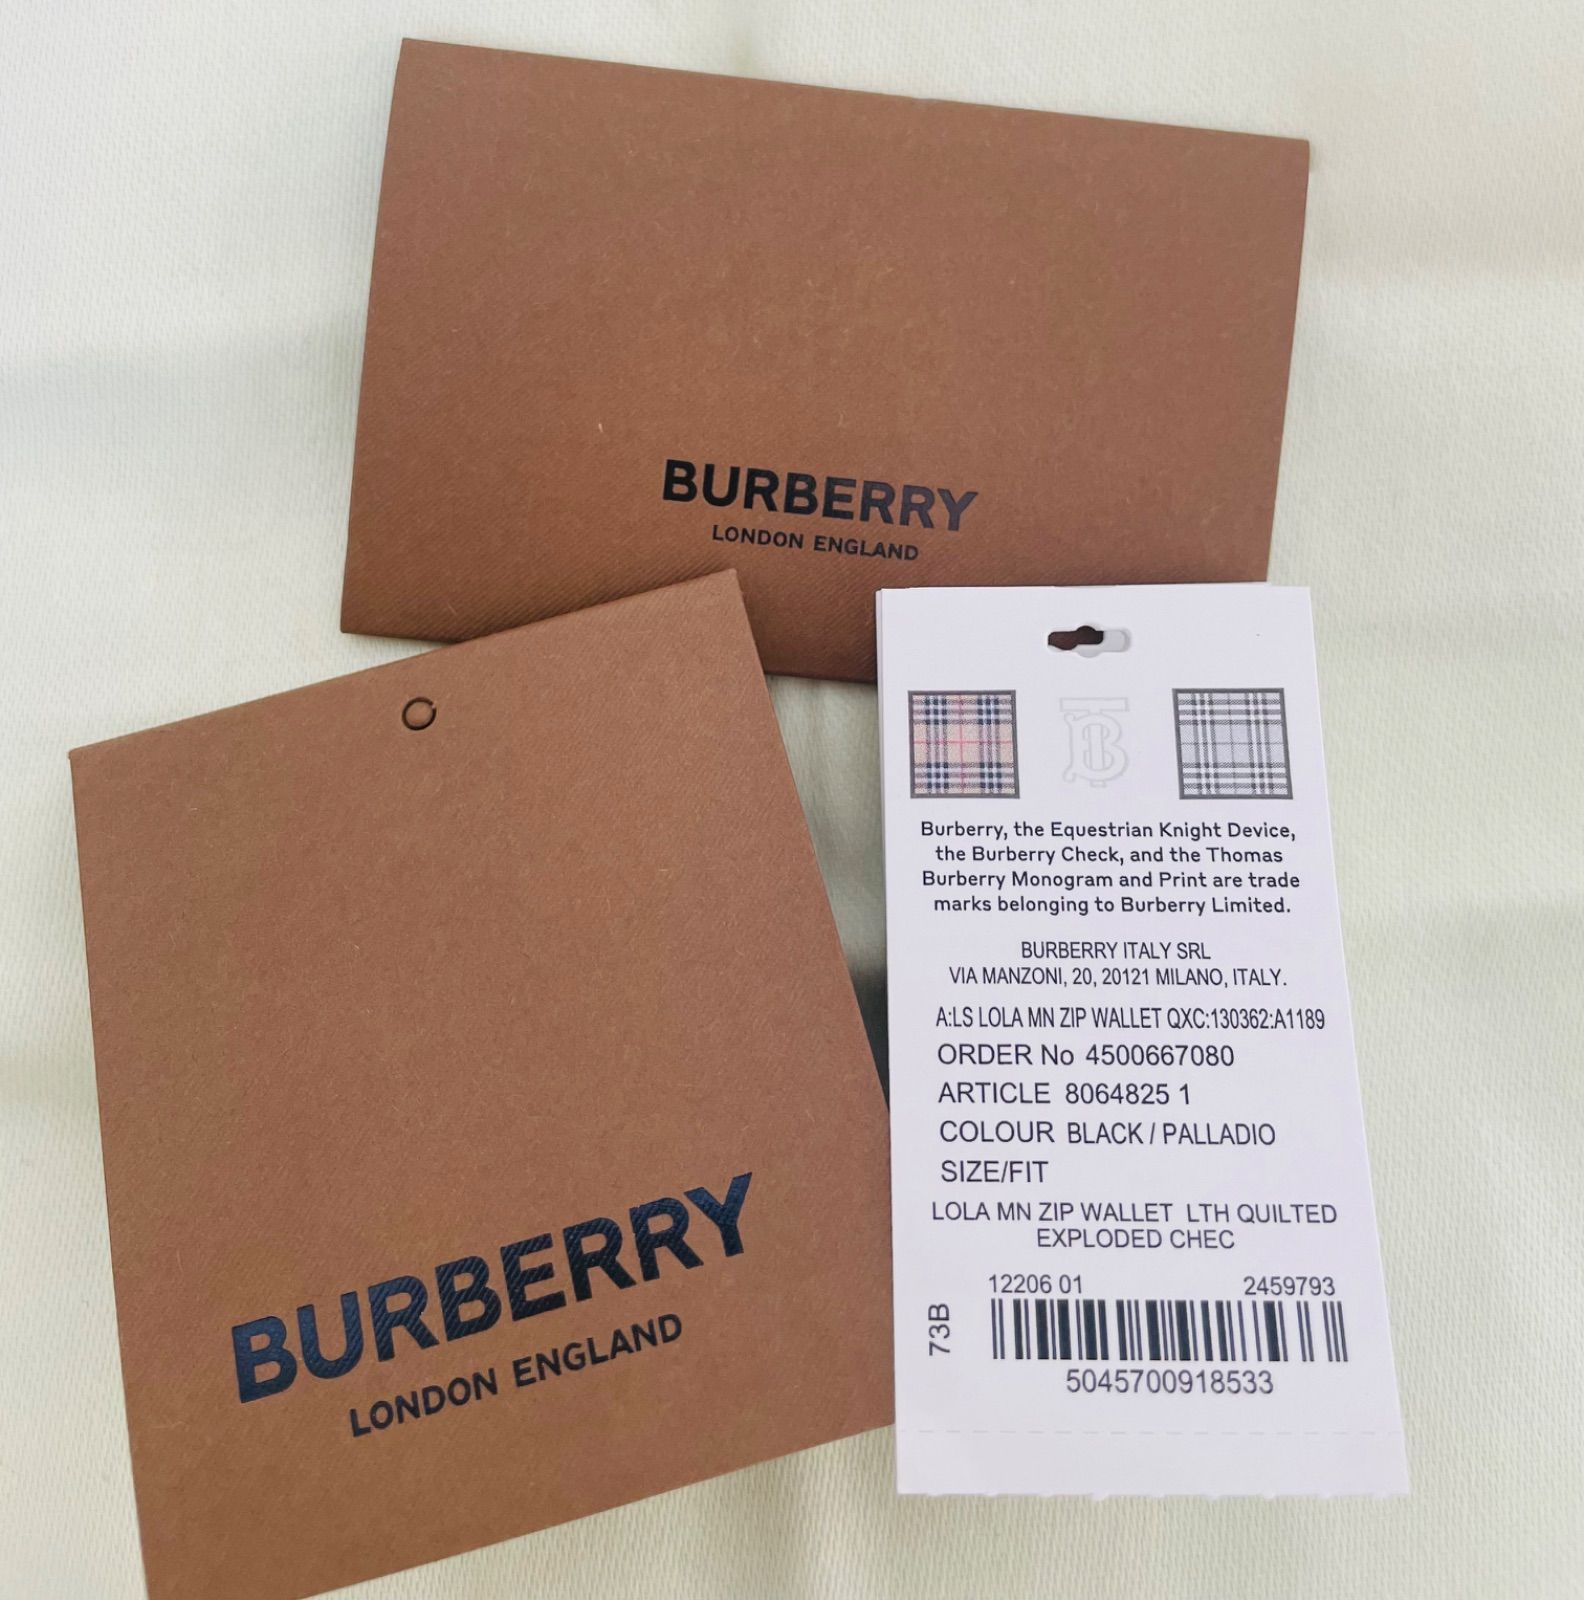 BURBERRY
LONDON ENGLAND
BURBERRY
LONDON ENGLAND
TB
Burberry, the Equestrian Knight Device,
the Burberry Check, and the Thomas
Burberry Monogram and Print are trade
marks belonging to Burberry Limited.
BURBERRY ITALY SRL
VIA MANZONI, 20, 20121 MILANO, ITALY.
A:LS LOLA MN ZIP WALLET QXC:130362:A1189
ORDER No 4500667080
ARTICLE 8064825 1
COLOUR BLACK / PALLADIO
SIZE/FIT
LOLA MN ZIP WALLET LTH QUILTED
EXPLODED CHEC
12206 01 2459793
73B
5045700918533